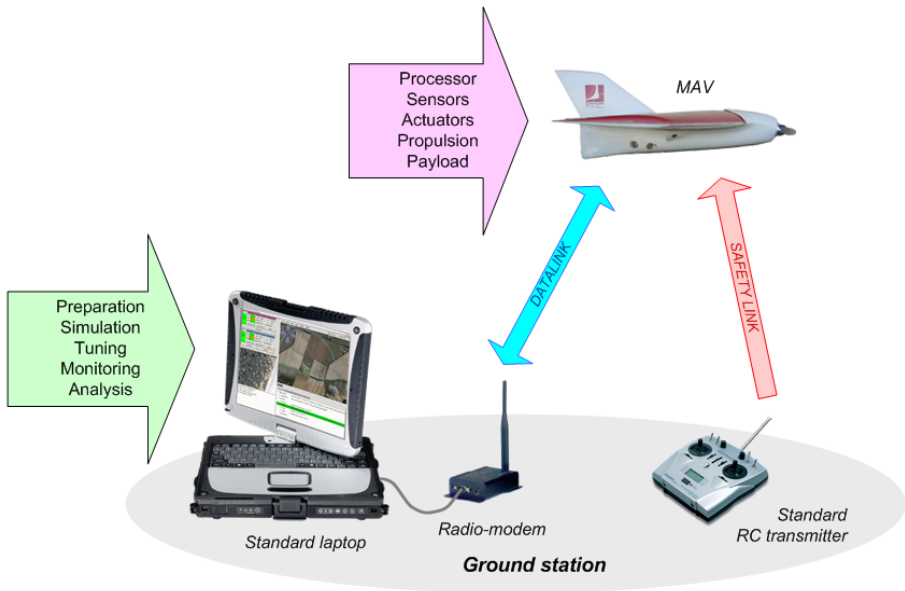 Processor
Sensors
Actuators
Propulsion
Payload
MAV
DATALINK
SAFETY LINK
Preparation
Simulation
Tuning
Monitoring
Analysis
Standard laptop
Radio-modem
Standard
RC transmitter
Ground station